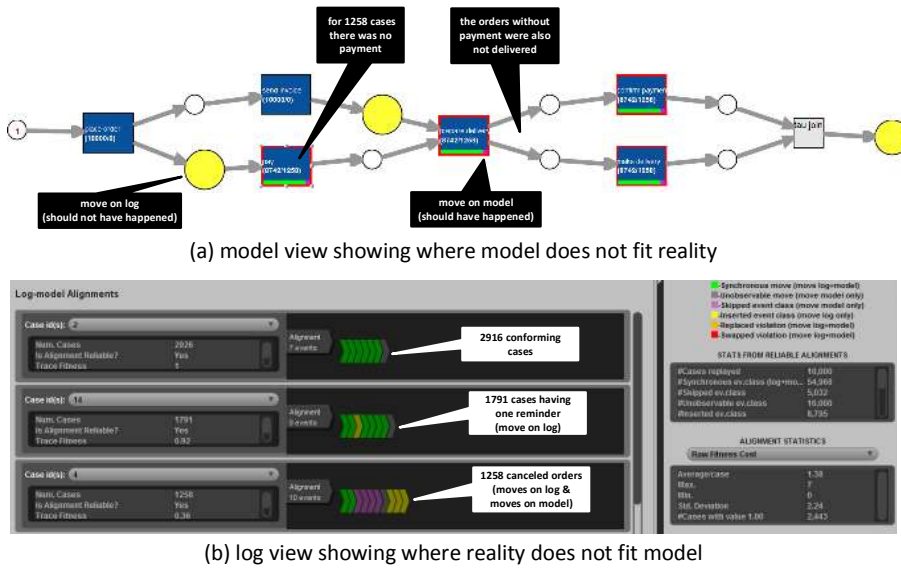 for 1258 cases
there was no
payment
the orders without
payment were also
not delivered
send invoice
(10000/0)
confirm payment
(8742/1258)
1
place order
(10000/0)
prepare delivery
(8742/1258)
tau join
pay
(8742/1258)
make delivery
(8742/1258)
move on log
(should not have happened)
move on model
(should have happened)
(a) model view showing where model does not fit reality
Log-model Alignments
Case id(s): 2
Num. Cases
Is Alignment Reliable? Yes
Trace Fitness 1
Alignment
7 events
2916 conforming
cases
Case id(s):
Num. Cases 1791
Is Alignment Reliable? Yes
Trace Fitness 0.92
Alignment
1791 cases having
one reminder
(move on log)
Case id(s): 4
Num. Cases 1258
Is Alignment Reliable? Yes
Trace Fitness 0.36
Alignment
10 events
1258 canceled orders
(moves on log &
moves on model)
Synchronous move (move log+model)
Unobservable move (move model only)
Skipped event class (move model only)
Inserted event class (move log only)
Replaced violation (move log+model)
Swapped violation (move log+model)
STATS FROM RELIABLE ALIGNMENTS
#Cases replayed 10,000
#Synchronous ev.class (log+mo...
#Skipped ev.class 5,032
#Unobservable ev.class
#Inserted ev.class
ALIGNMENT STATISTICS
Raw Fitness Cost
Average/case
Max. 7
Min. 0
Std. Deviation 2.24
#Cases with value 1.00 2,443
(b) log view showing where reality does not fit model